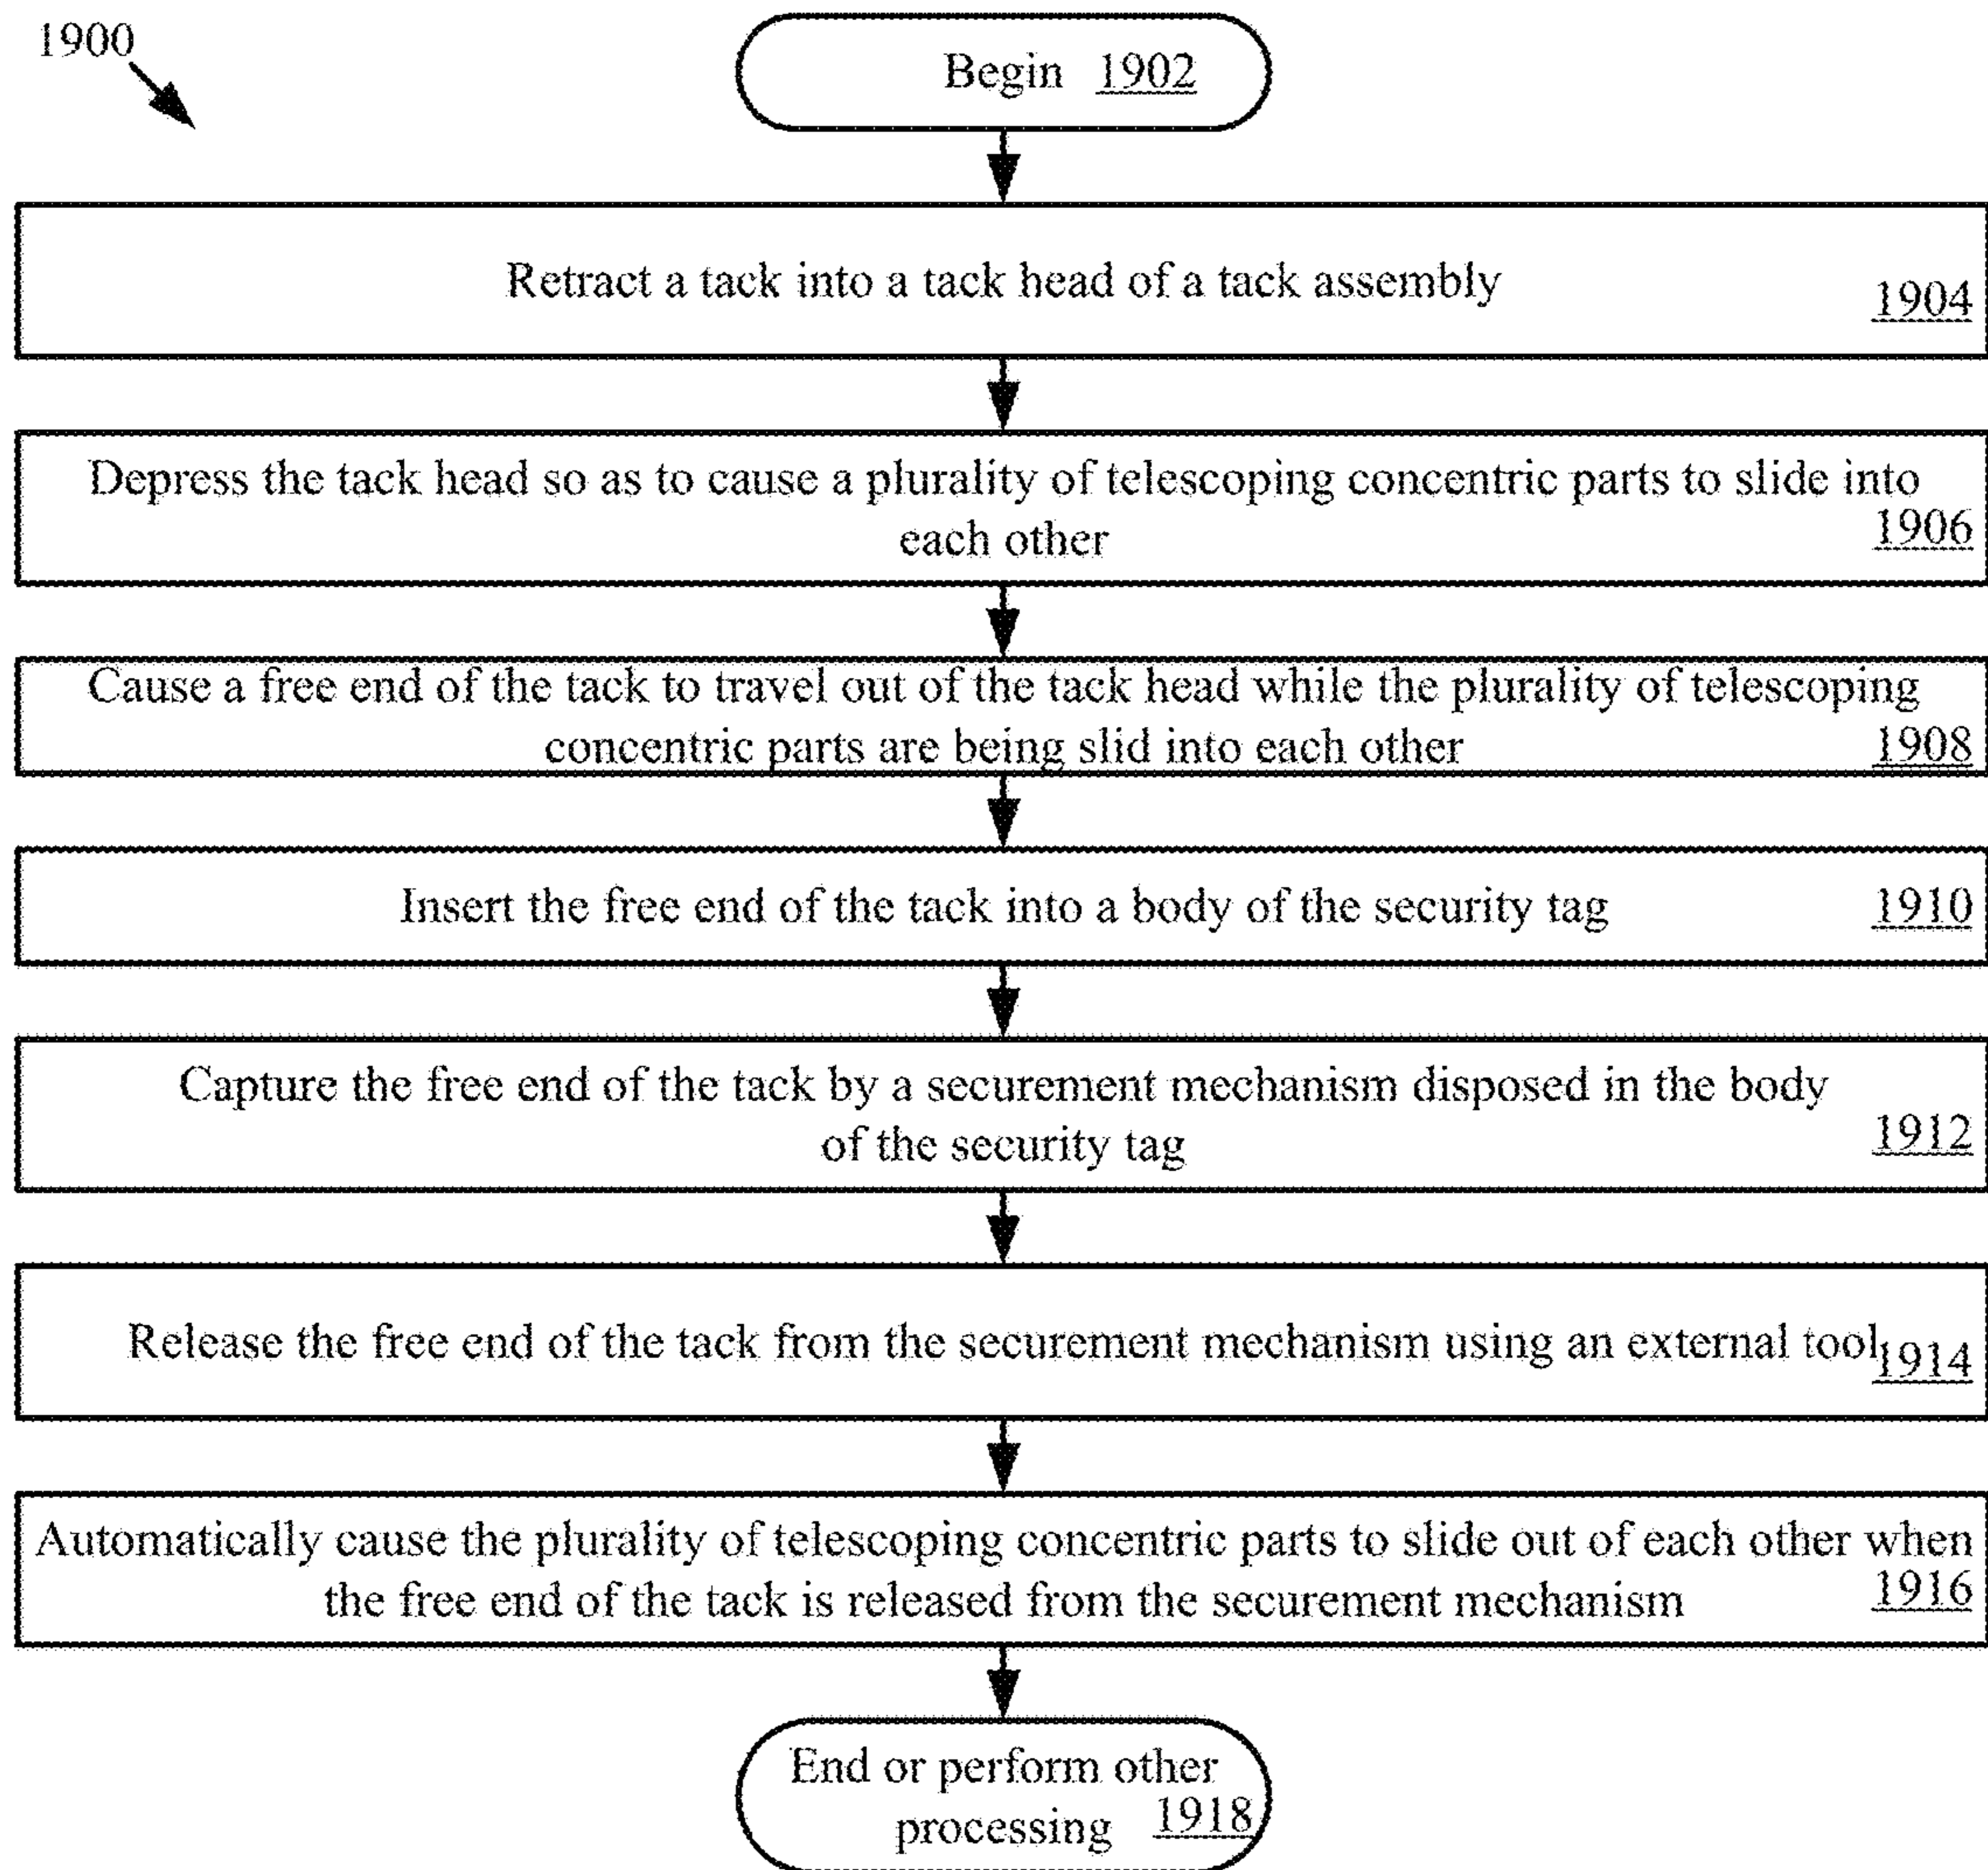 1900
Begin 1902
Retract a tack into a tack head of a tack assembly
1904
Depress the tack head so as to cause a plurality of telescoping concentric parts to slide into
each other
1906
Cause a free end of the tack to travel out of the tack head while the plurality of telescoping
concentric parts are being slid into each other
1908
Insert the free end of the tack into a body of the security tag
1910
Capture the free end of the tack by a securement mechanism disposed in the body
of the security tag
1912
Release the free end of the tack from the securement mechanism using an external tool
1914
Automatically cause the plurality of telescoping concentric parts to slide out of each other when
the free end of the tack is released from the securement mechanism
1916
End or perform other
processing 1918